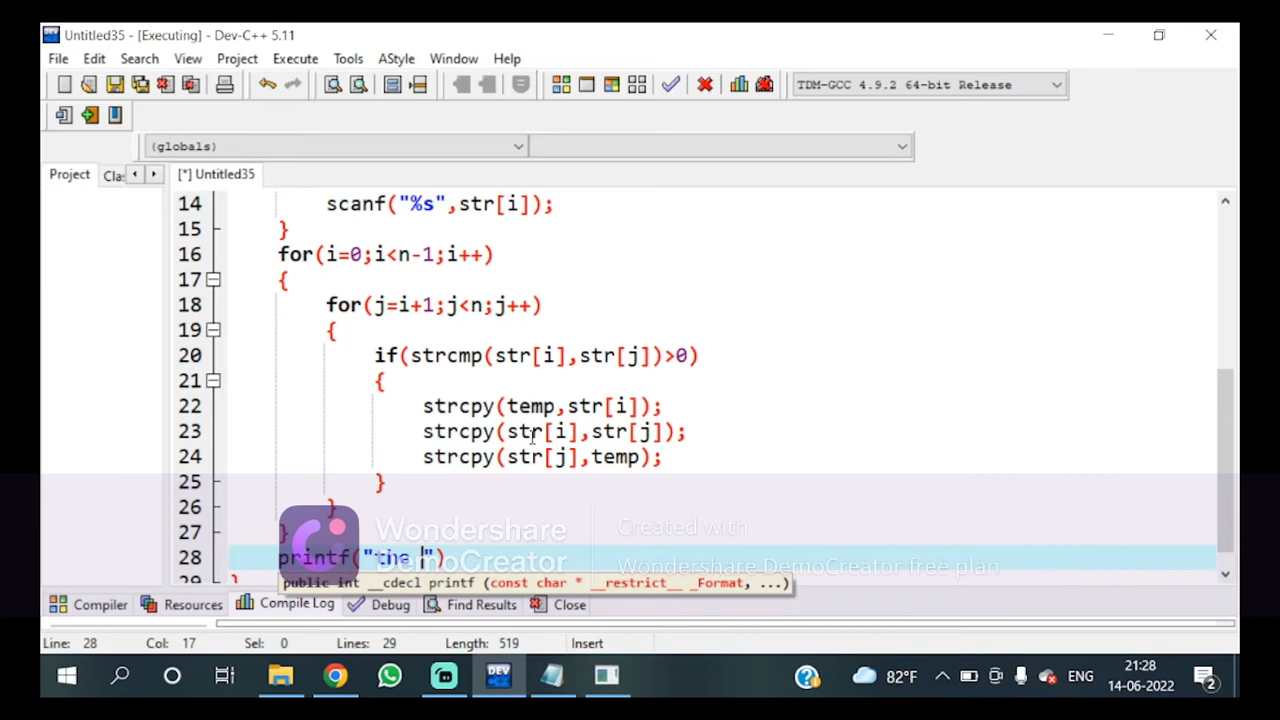 Untitled35 - [Executing] - Dev-C++ 5.11
File Edit Search View Project Execute Tools AStyle Window Help
TDM-GCC 4.9.2 64-bit Release
(globals)
Project Cla: [*] Untitled35
14 scanf("%s",str[i]);
15 }
16 for(i=0;i<n-1;i++)
17 {
18 for(j=i+1;j<n;j++)
19 {
20 if(strcmp(str[i],str[j])>0)
21 {
22 strcpy(temp,str[i]);
23 strcpy(str[i],str[j]);
24 strcpy(str[j],temp);
25 }
26 }
27 }
28 printf("the ")
29 }
public int __cdecl printf (const char * __restrict__ _Format, ...)
Wondershare DemoCreator
Created with
Wondershare DemoCreator free plan
Compiler Resources Compile Log Debug Find Results Close
Line: 28 Col: 17 Sel: 0 Lines: 29 Length: 519 Insert
DEV 82°F ENG 21:28
14-06-2022 2